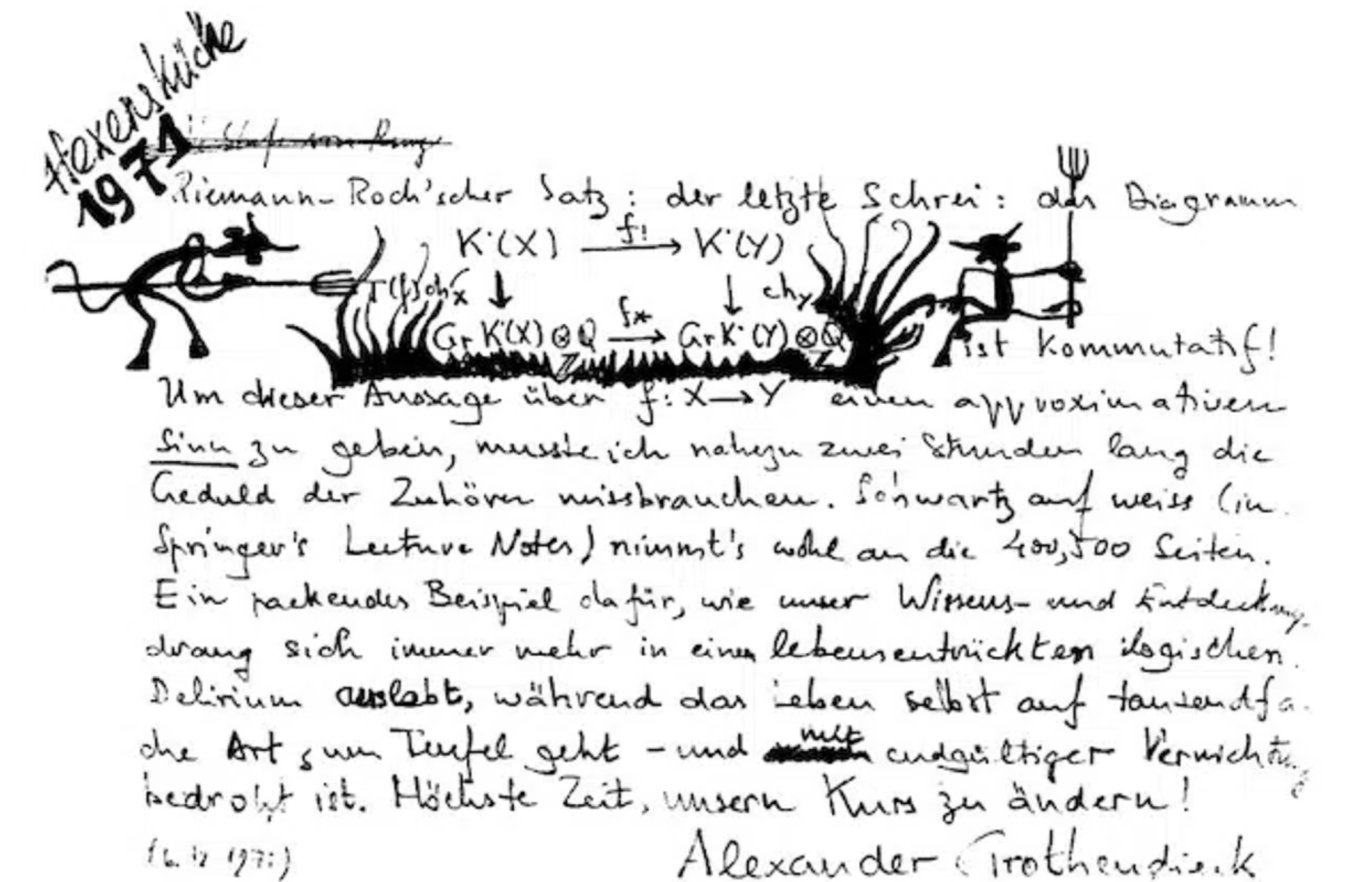 Hexenküche
1971
Riemann-Roch'scher Satz: der letzte Schrei: das Diagramm
K˙(X) f! → K˙(Y)
↓ ↓ ch_Y
Gr K˙(X) ⊗_Z Q f* → Gr K˙(Y) ⊗_Z Q
ist kommutatif!
Um dieser Aussage über f: X → Y einen approximativen
Sinn zu geben, musste ich nahezu zwei Stunden lang die
Geduld der Zuhörer missbrauchen. Schwartz auf weiss (in
Springer's Lecture Notes) nimmt's wohl an die 400, 500 Seiten.
Ein packendes Beispiel dafür, wie unser Wissens- und Entdeckungs-
drang sich immer mehr in einem lebensentrückten logischen
Delirium auslebt, während das Leben selbst auf tausendfa-
che Art zum Teufel geht - und mit endgültiger Vernichtung
bedroht ist. Höchste Zeit, unsern Kurs zu ändern!
Alexander Grothendieck